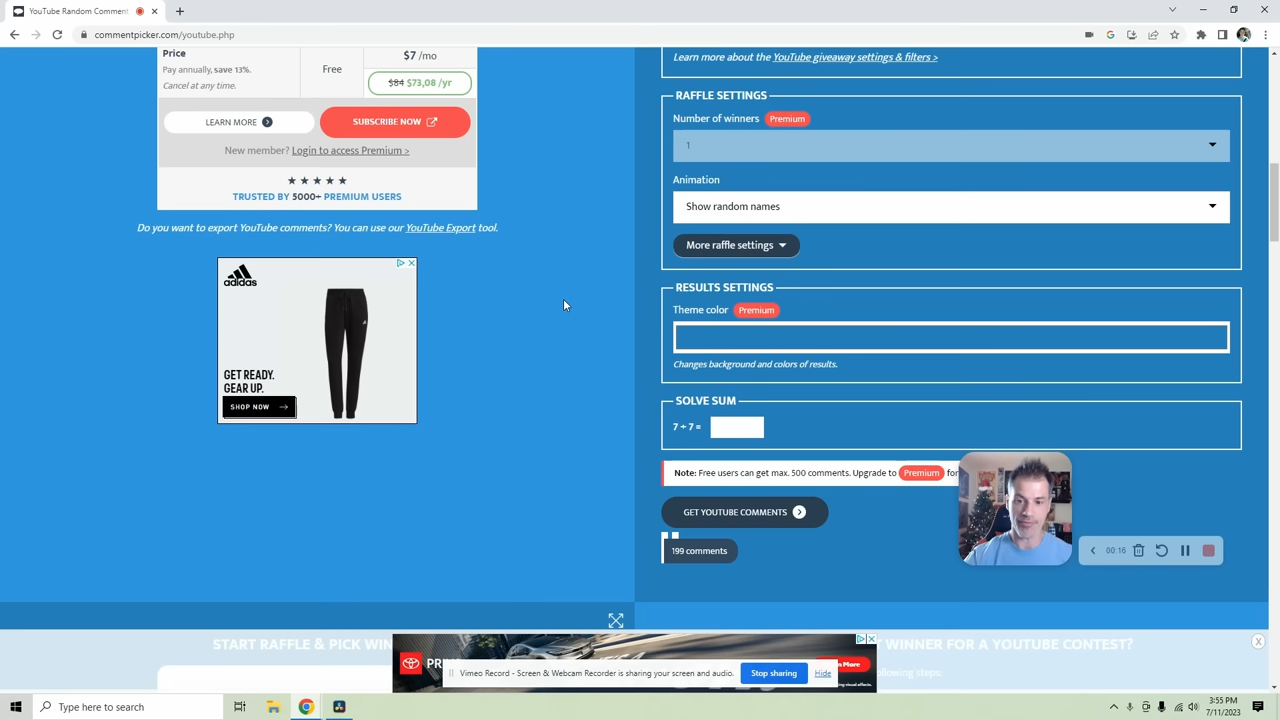 YouTube Random Comment
commentpicker.com/youtube.php
Price
Pay annually, save 13%.
Cancel at any time.
Free
$7 /mo
$84 $73,08 /yr
LEARN MORE
SUBSCRIBE NOW
New member? Login to access Premium >
TRUSTED BY 5000+ PREMIUM USERS
Do you want to export YouTube comments? You can use our YouTube Export tool.
adidas
GET READY.
GEAR UP.
SHOP NOW
Learn more about the YouTube giveaway settings & filters >
RAFFLE SETTINGS
Number of winners Premium
1
Animation
Show random names
More raffle settings
RESULTS SETTINGS
Theme color Premium
Changes background and colors of results.
SOLVE SUM
7 ÷ 7 =
Note: Free users can get max. 500 comments. Upgrade to Premium for
GET YOUTUBE COMMENTS
199 comments
00:16
START RAFFLE & PICK WIN
WINNER FOR A YOUTUBE CONTEST?
following steps:
PR
Vimeo Record - Screen & Webcam Recorder is sharing your screen and audio.
Stop sharing
Hide
Type here to search
3:55 PM
7/11/2023